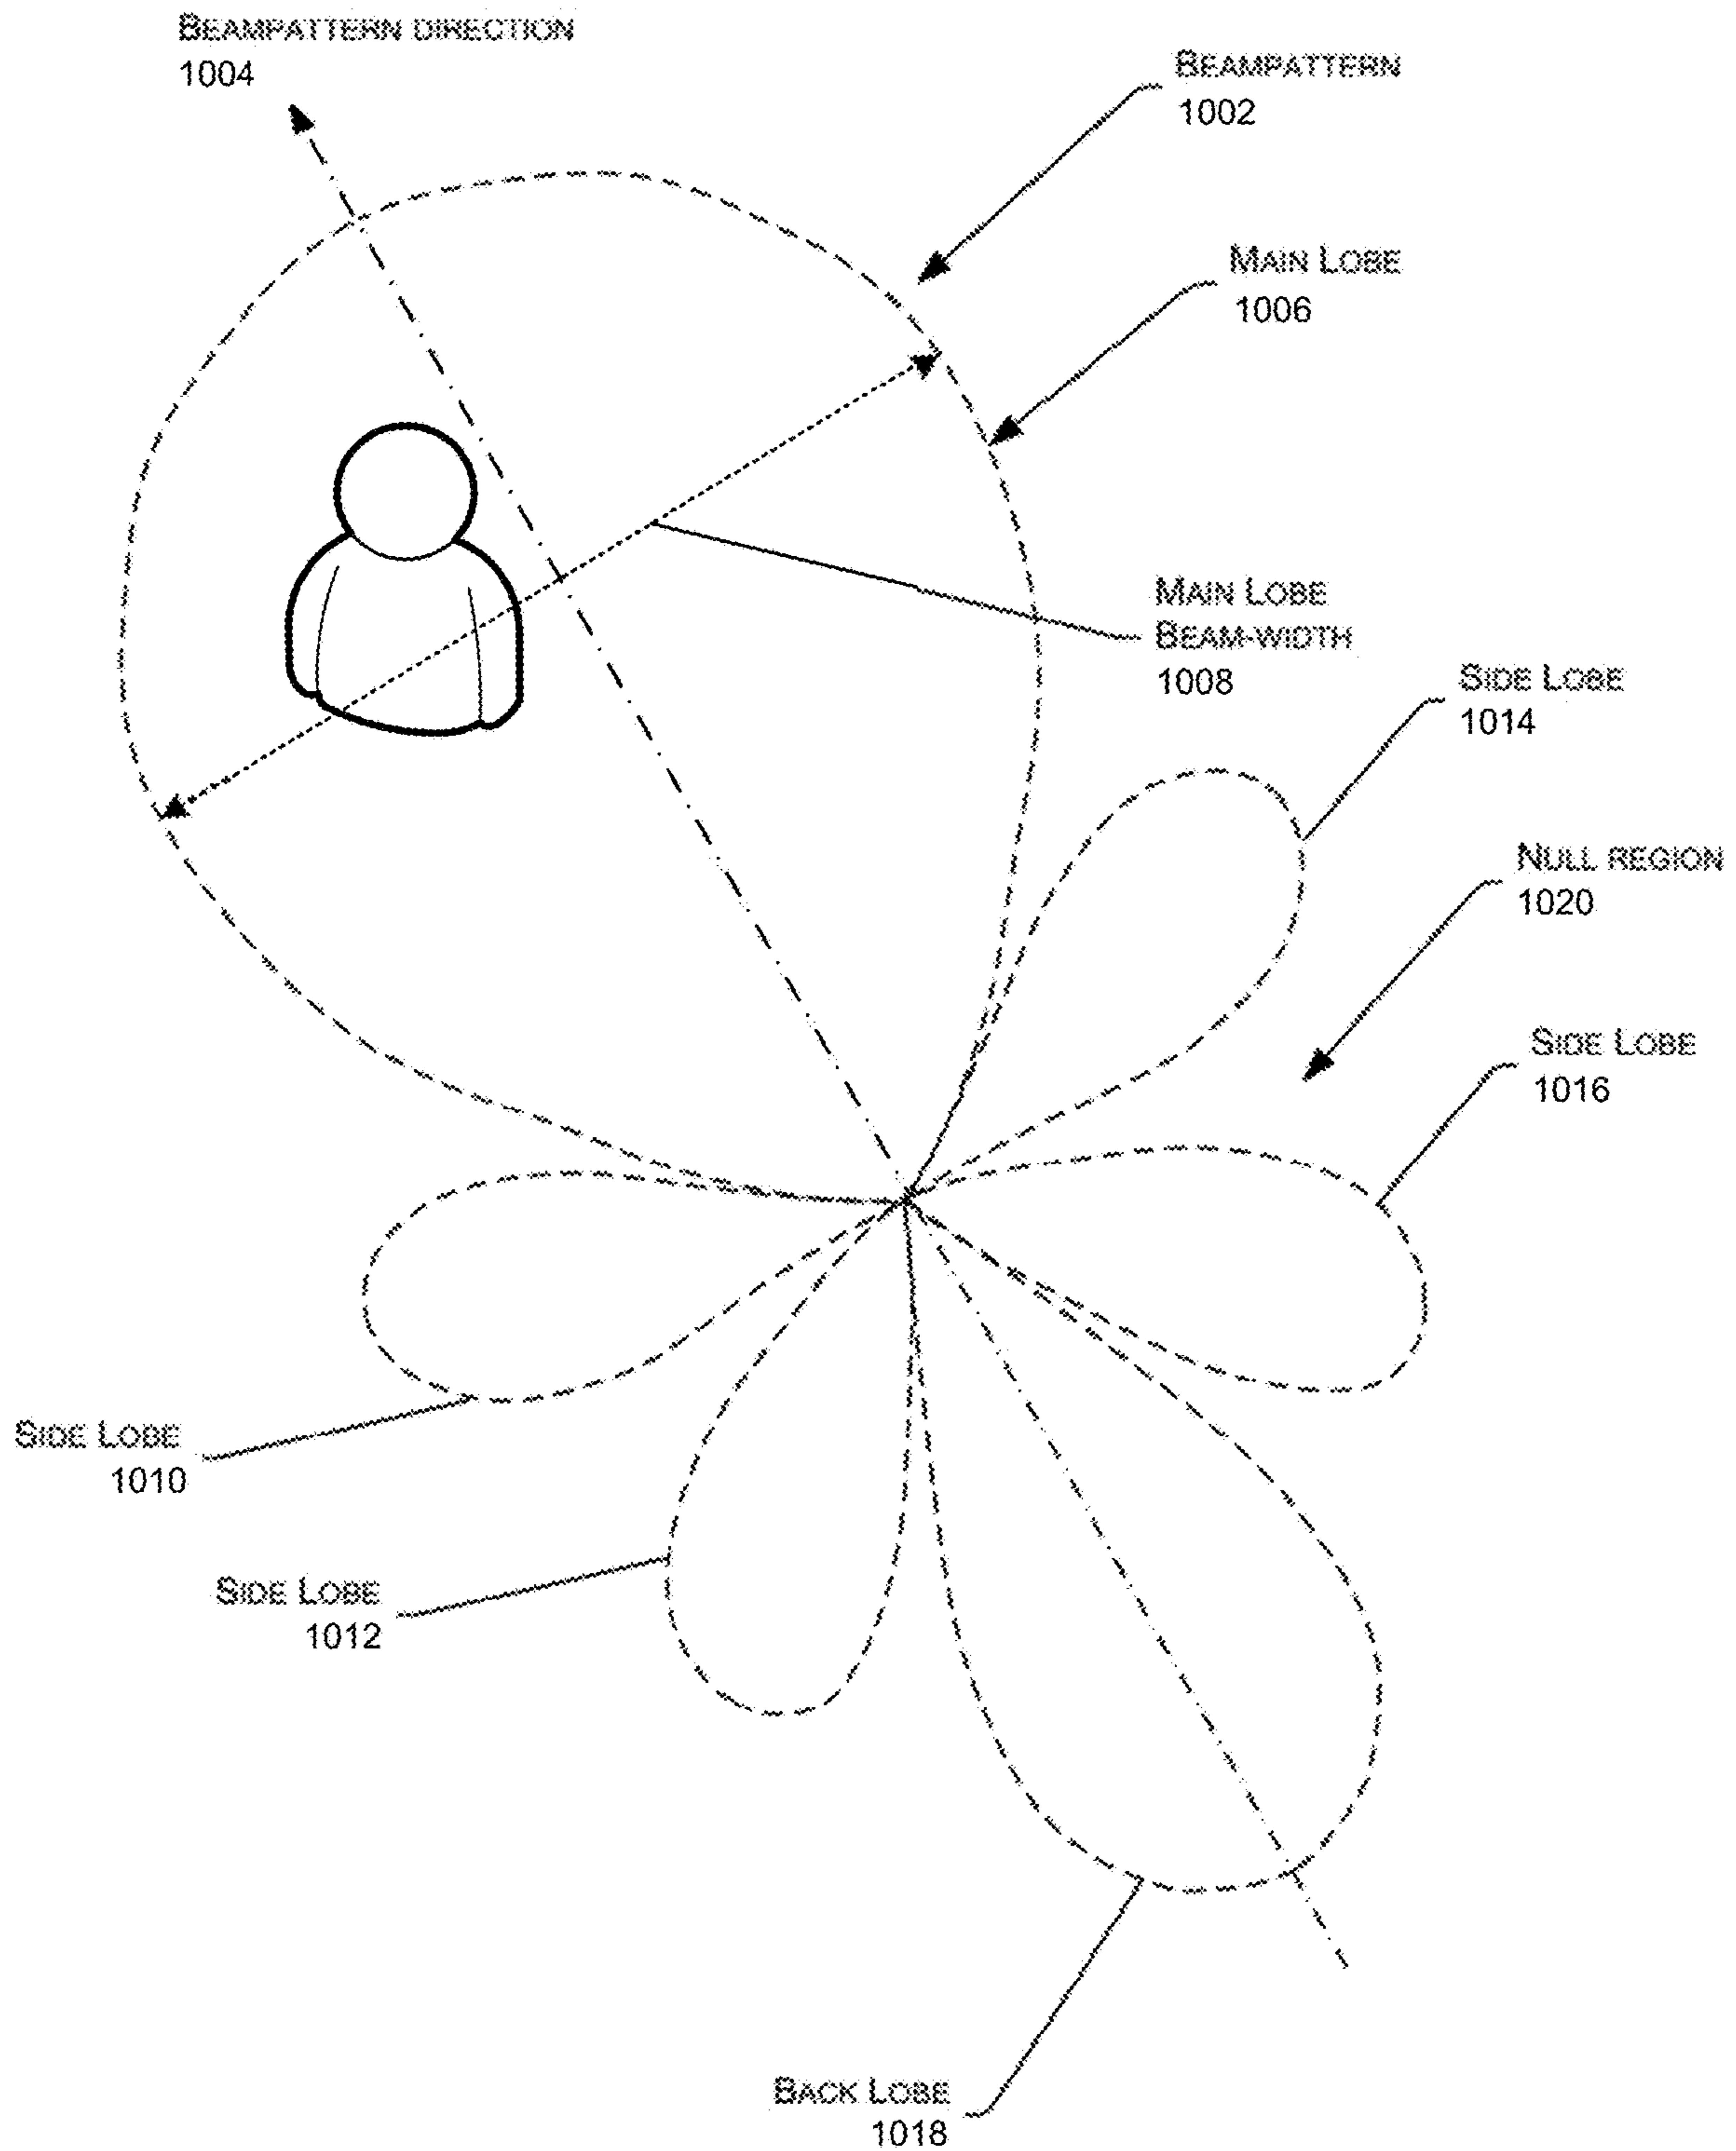 BEAMPATTERN DIRECTION
1004
BEAMPATTERN
1002
MAIN LOBE
1006
MAIN LOBE
BEAM-WIDTH
1008
SIDE LOBE
1014
NULL REGION
1020
SIDE LOBE
1016
SIDE LOBE
1010
SIDE LOBE
1012
BACK LOBE
1018